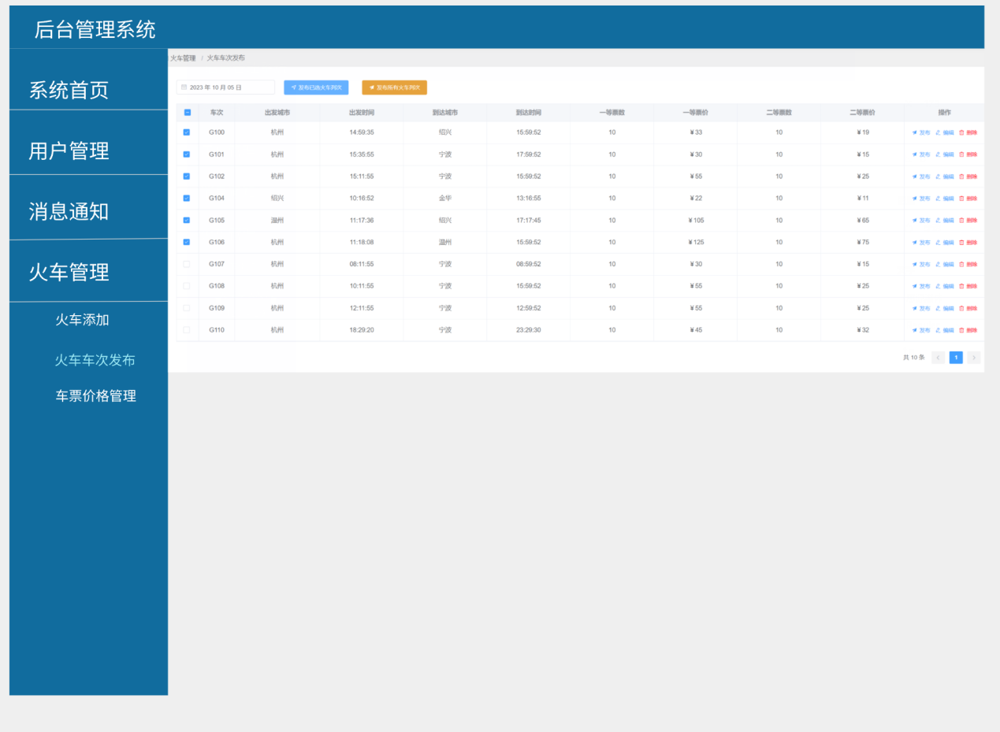 后台管理系统
火车管理 / 火车车次发布
系统首页
用户管理
消息通知
火车管理
火车添加
火车车次发布
车票价格管理
2023 年 10 月 05 日 发布已选火车列次 发布所有火车列次
车次 出发城市 出发时间 到达城市 到达时间 一等票数 一等票价 二等票数 二等票价 操作
G100 杭州 14:59:35 绍兴 15:59:52 10 ¥ 33 10 ¥ 19 发布 编辑 删除
G101 杭州 15:35:55 宁波 17:59:52 10 ¥ 30 10 ¥ 15 发布 编辑 删除
G102 杭州 15:11:55 宁波 15:59:52 10 ¥ 55 10 ¥ 25 发布 编辑 删除
G104 绍兴 10:16:52 金华 13:16:55 10 ¥ 22 10 ¥ 11 发布 编辑 删除
G105 温州 11:17:36 绍兴 17:17:45 10 ¥ 105 10 ¥ 65 发布 编辑 删除
G106 杭州 11:18:08 温州 15:59:52 10 ¥ 125 10 ¥ 75 发布 编辑 删除
G107 杭州 08:11:55 宁波 08:59:52 10 ¥ 30 10 ¥ 15 发布 编辑 删除
G108 杭州 10:11:55 宁波 15:59:52 10 ¥ 55 10 ¥ 25 发布 编辑 删除
G109 杭州 12:11:55 宁波 12:59:52 10 ¥ 55 10 ¥ 25 发布 编辑 删除
G110 杭州 18:29:20 宁波 23:29:30 10 ¥ 45 10 ¥ 32 发布 编辑 删除
共 10 条 < 1 >